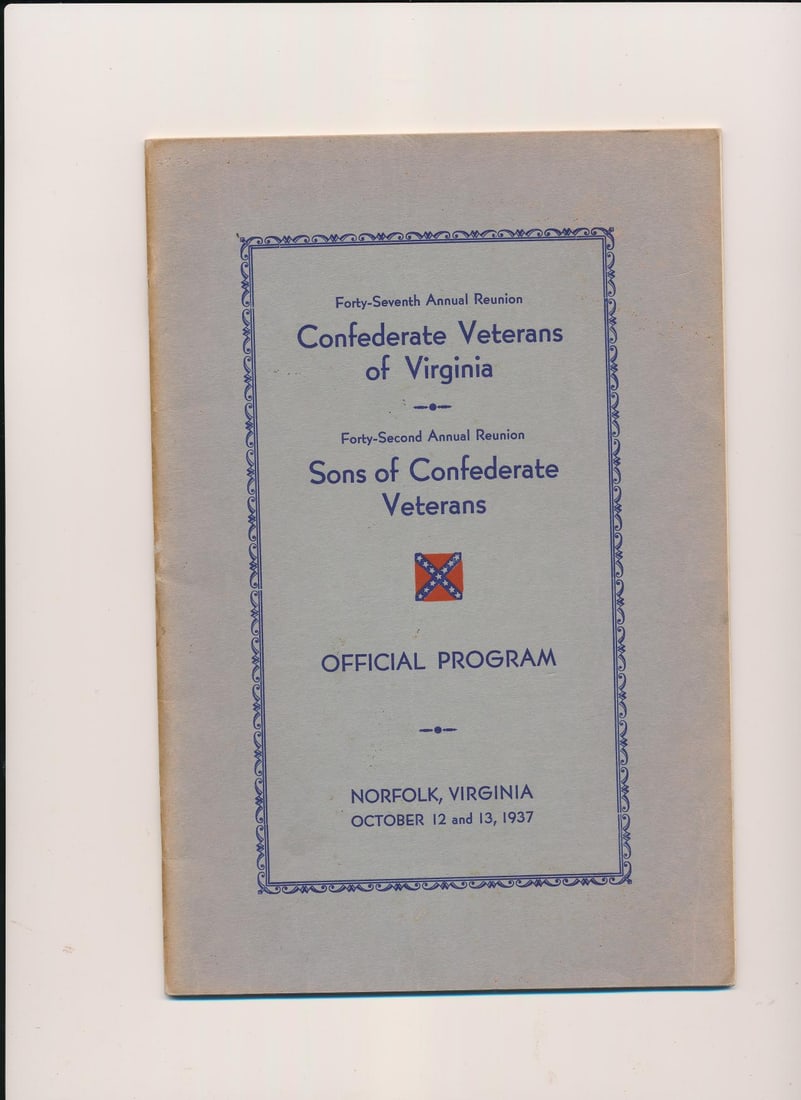 Forty-Seventh Annual Reunion
Confederate Veterans
of Virginia
Forty-Second Annual Reunion
Sons of Confederate
Veterans
OFFICIAL PROGRAM
NORFOLK, VIRGINIA
OCTOBER 12 and 13, 1937